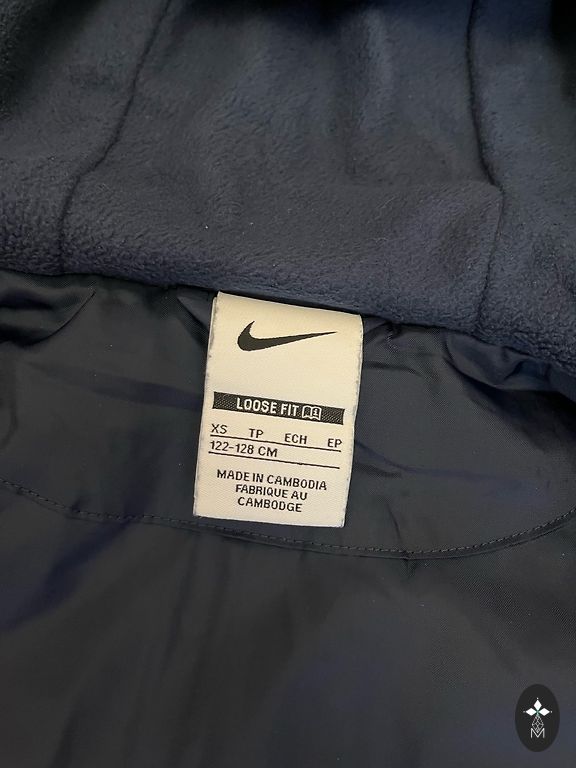 LOOSE FIT
XS TP ECH EP
122-128 CM
MADE IN CAMBODIA
FABRIQUE AU
CAMBODGE
M